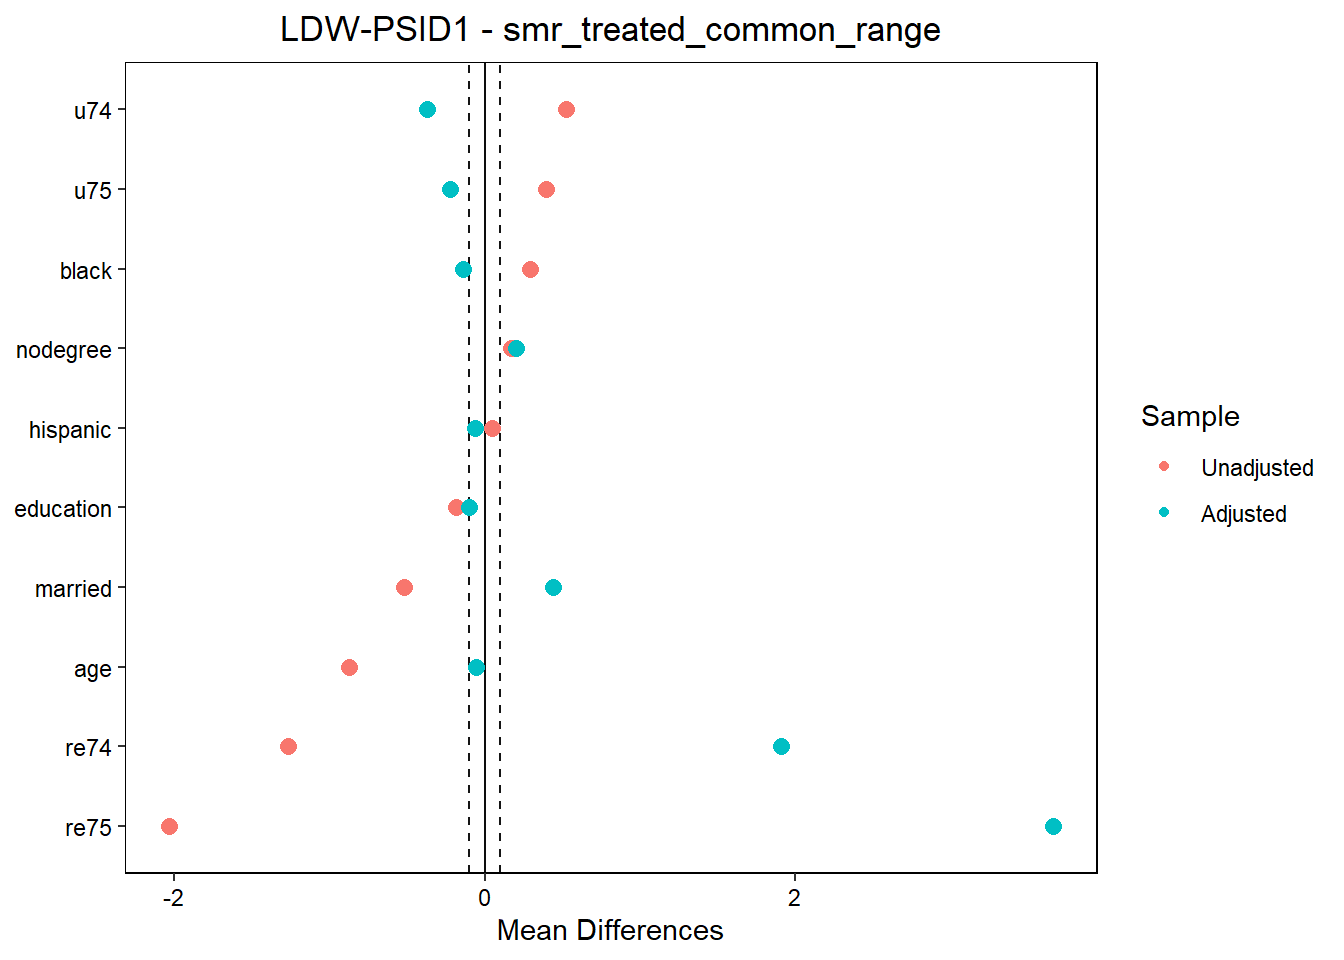 LDW-PSID1 - smr_treated_common_range
u74
u75
black
nodegree
hispanic
education
married
age
re74
re75
-2
0
2
Mean Differences
Sample
Unadjusted
Adjusted